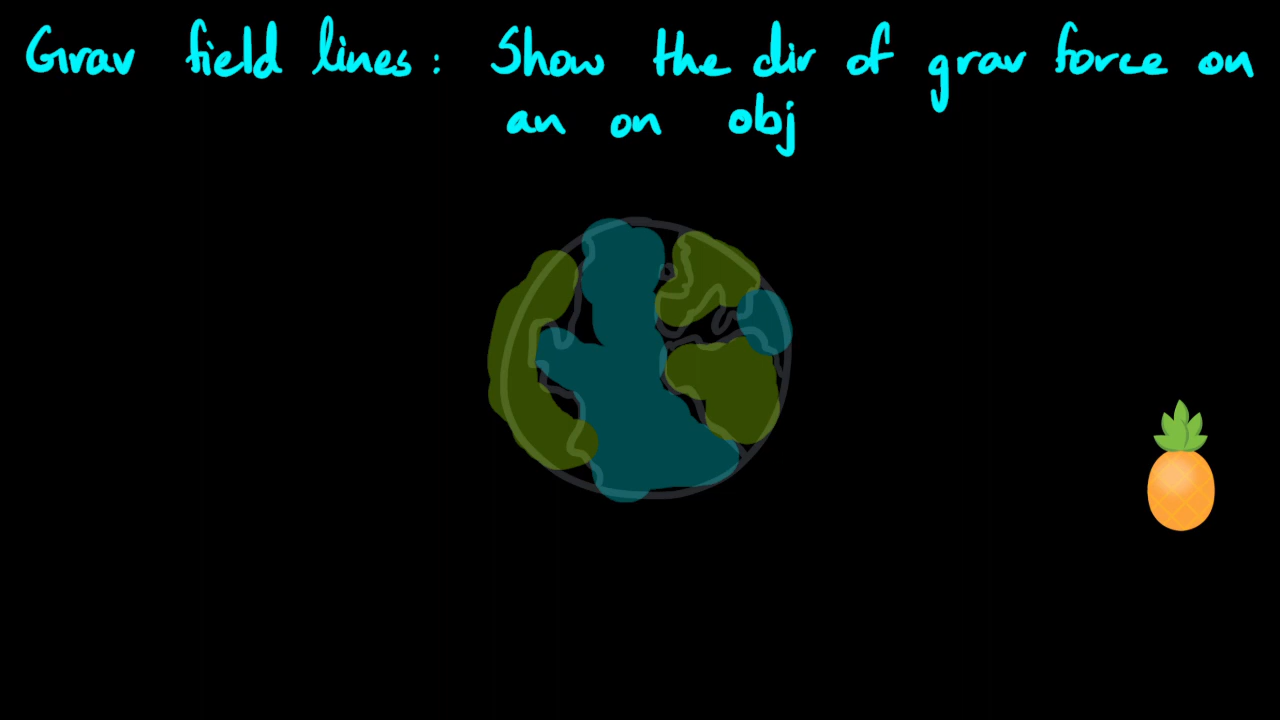 Grav field lines: Show the dir of grav force on
an on obj